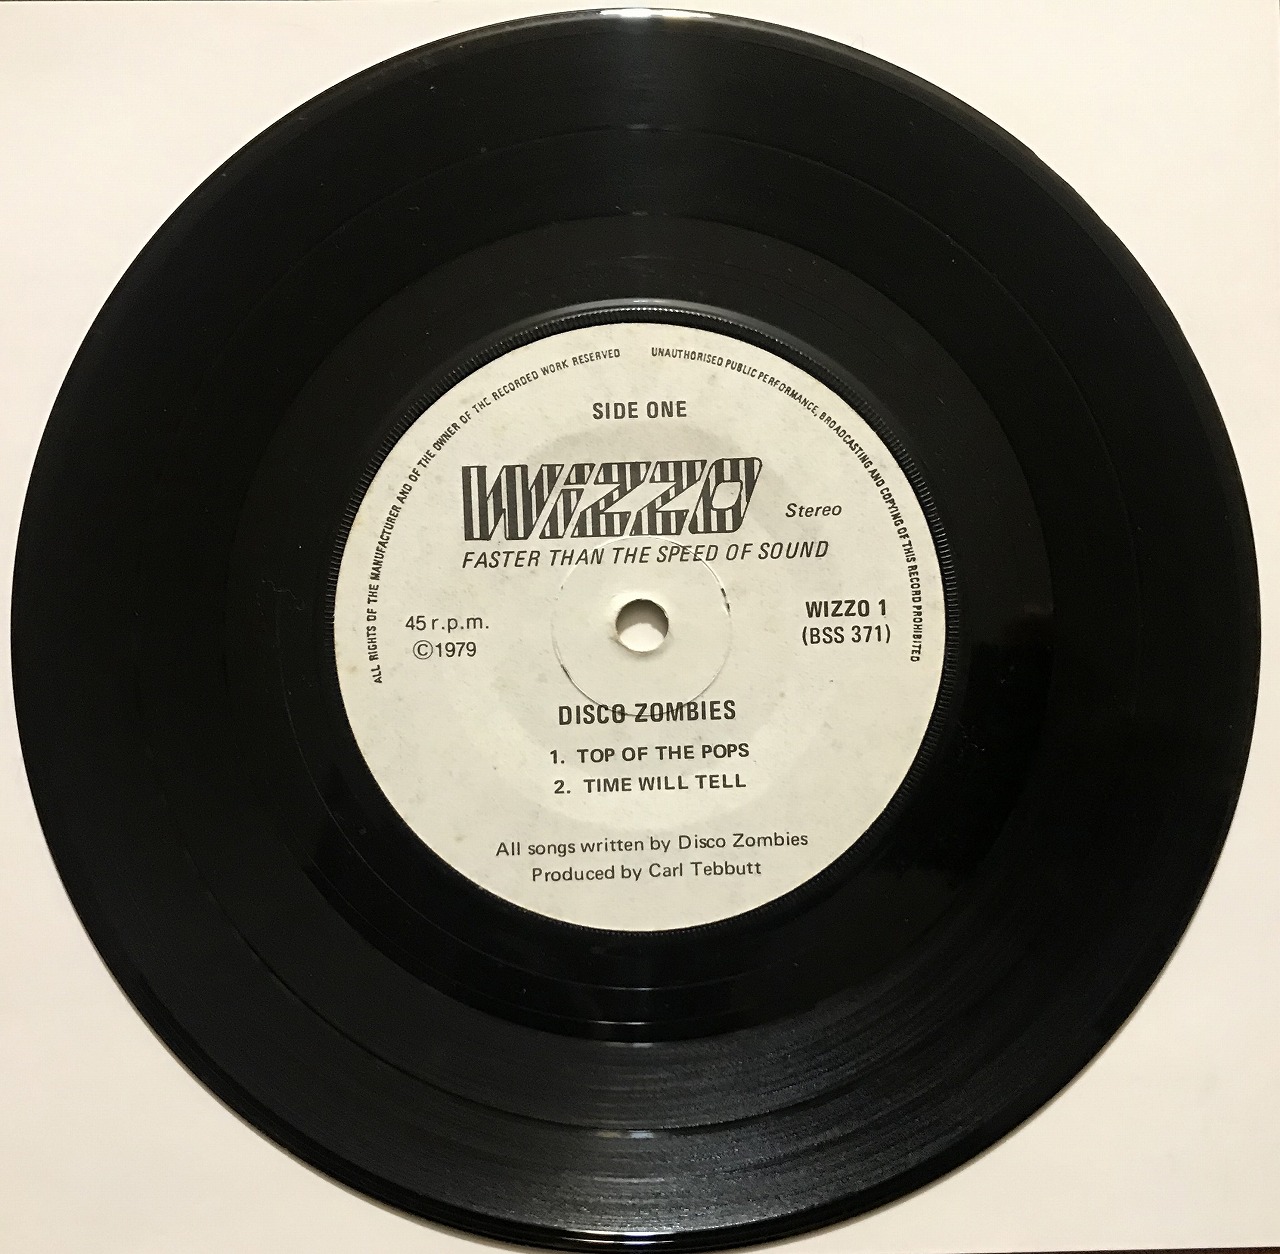 ALL RIGHTS OF THE MANUFACTURER AND OF THE OWNER OF THE RECORDED WORK RESERVED
UNAUTHORISED PUBLIC PERFORMANCE, BROADCASTING AND COPYING OF THIS RECORD PROHIBITED
SIDE ONE
WIZZO
Stereo
FASTER THAN THE SPEED OF SOUND
45 r.p.m.
©1979
WIZZO 1
(BSS 371)
DISCO ZOMBIES
1. TOP OF THE POPS
2. TIME WILL TELL
All songs written by Disco Zombies
Produced by Carl Tebbutt